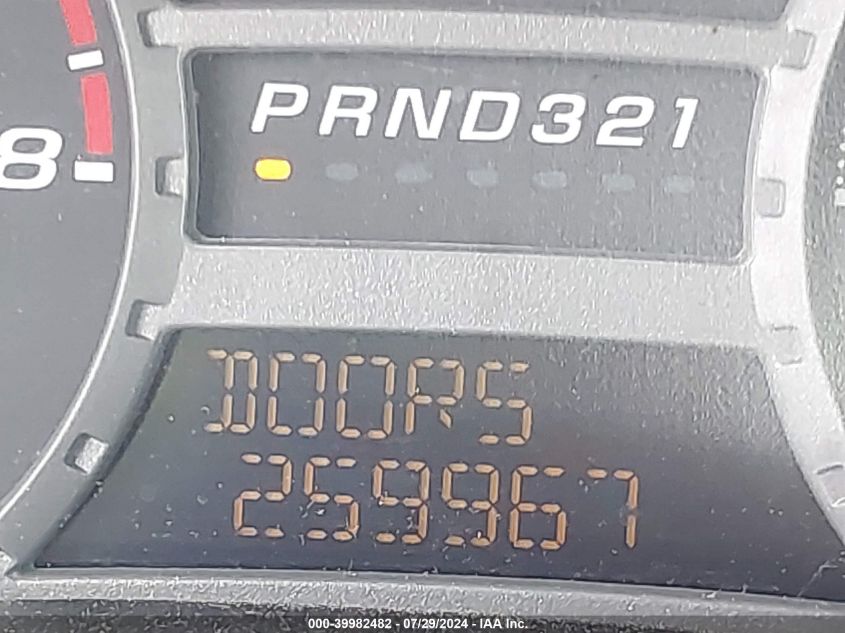 PRND321
8
DOORS
259967
000-39982482 - 07/29/2024 - IAA Inc.